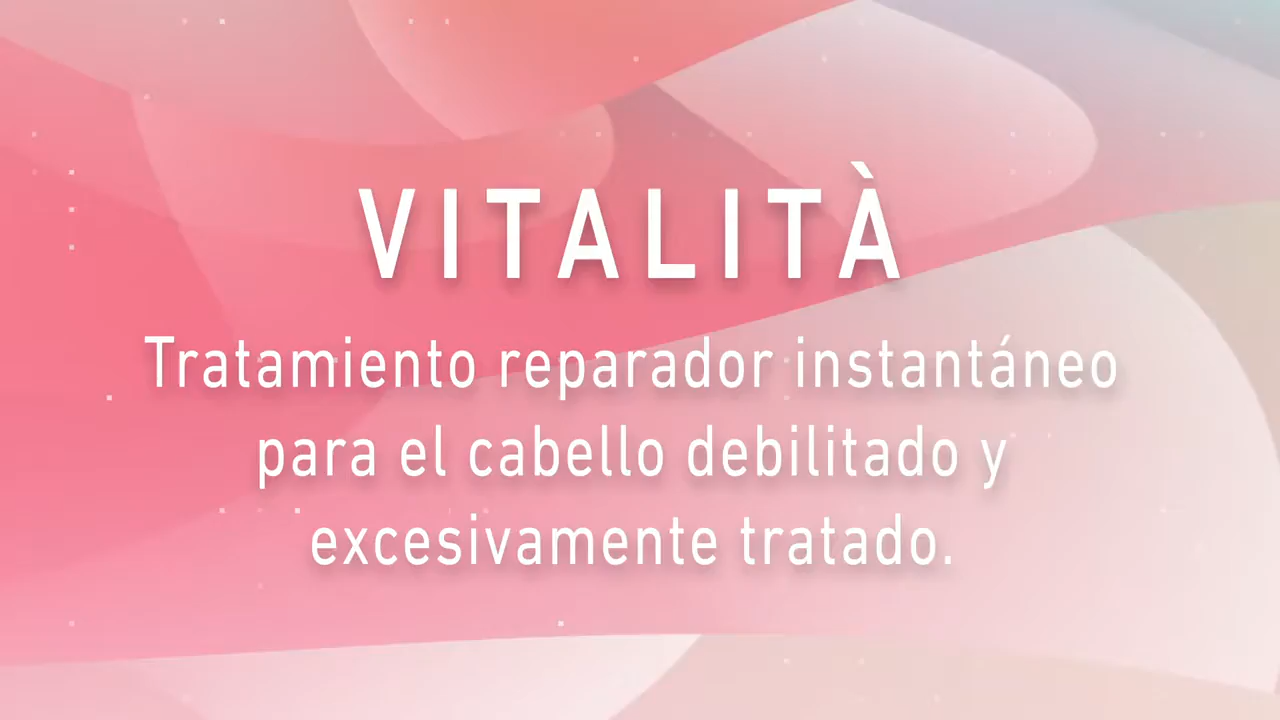 VITALITÀ
Tratamiento reparador instantáneo
para el cabello debilitado y
excesivamente tratado.